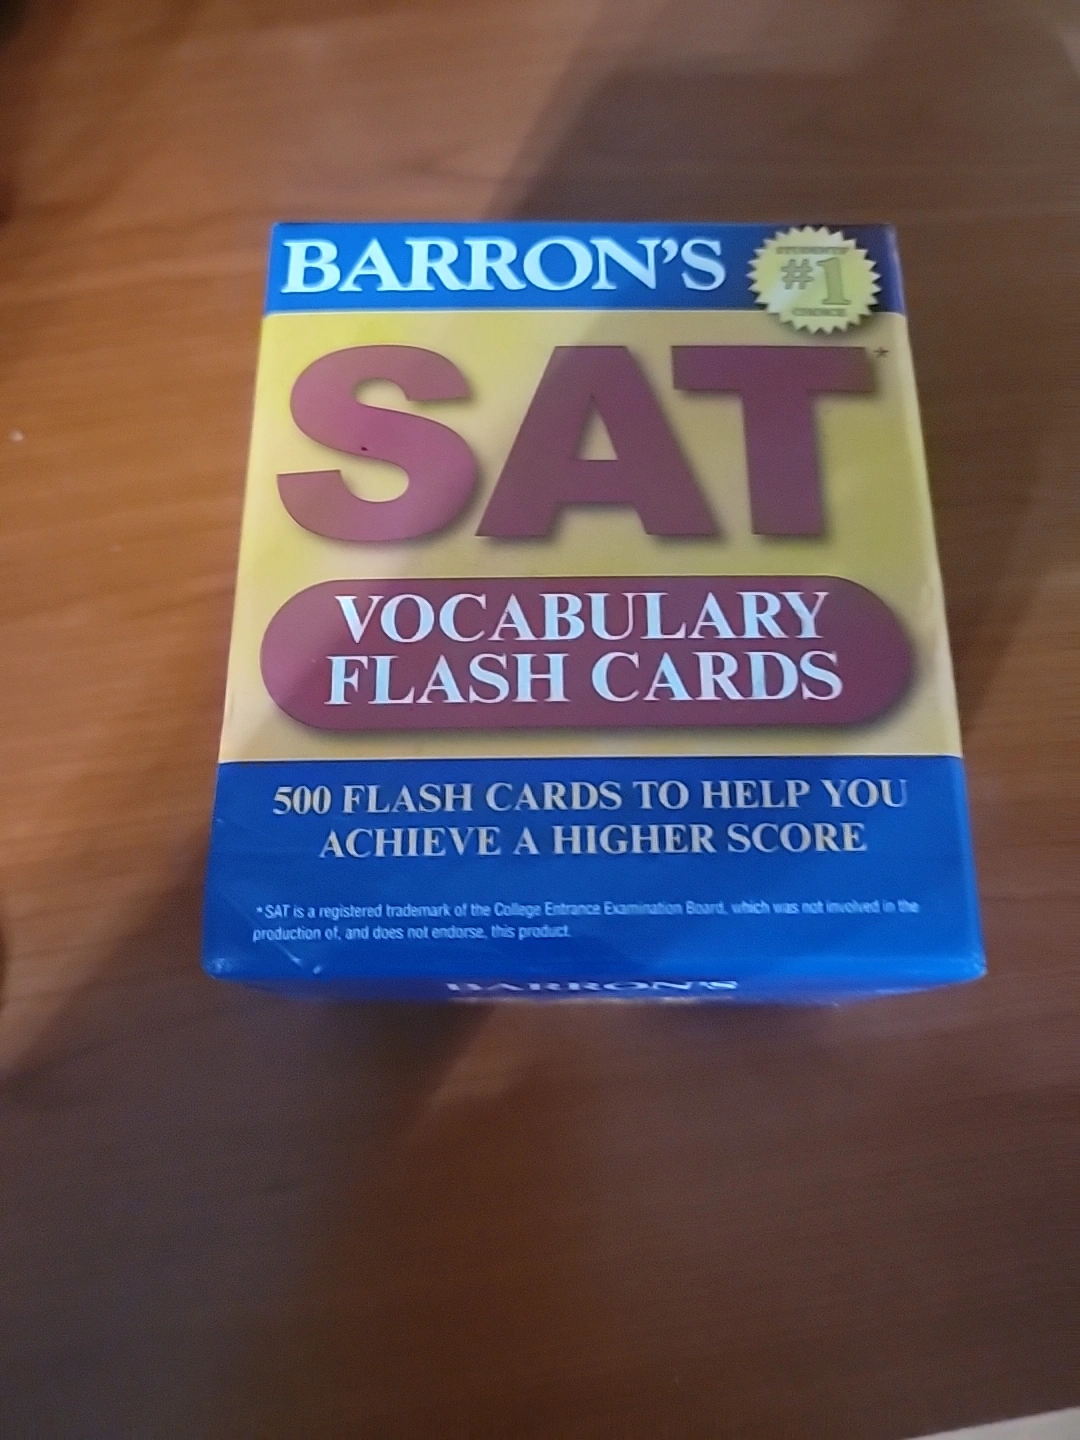 BARRON'S
STUDENTS'
#1
CHOICE
SAT*
VOCABULARY
FLASH CARDS
500 FLASH CARDS TO HELP YOU
ACHIEVE A HIGHER SCORE
*SAT is a registered trademark of the College Entrance Examination Board, which was not involved in the
production of, and does not endorse, this product.
BARRON'S